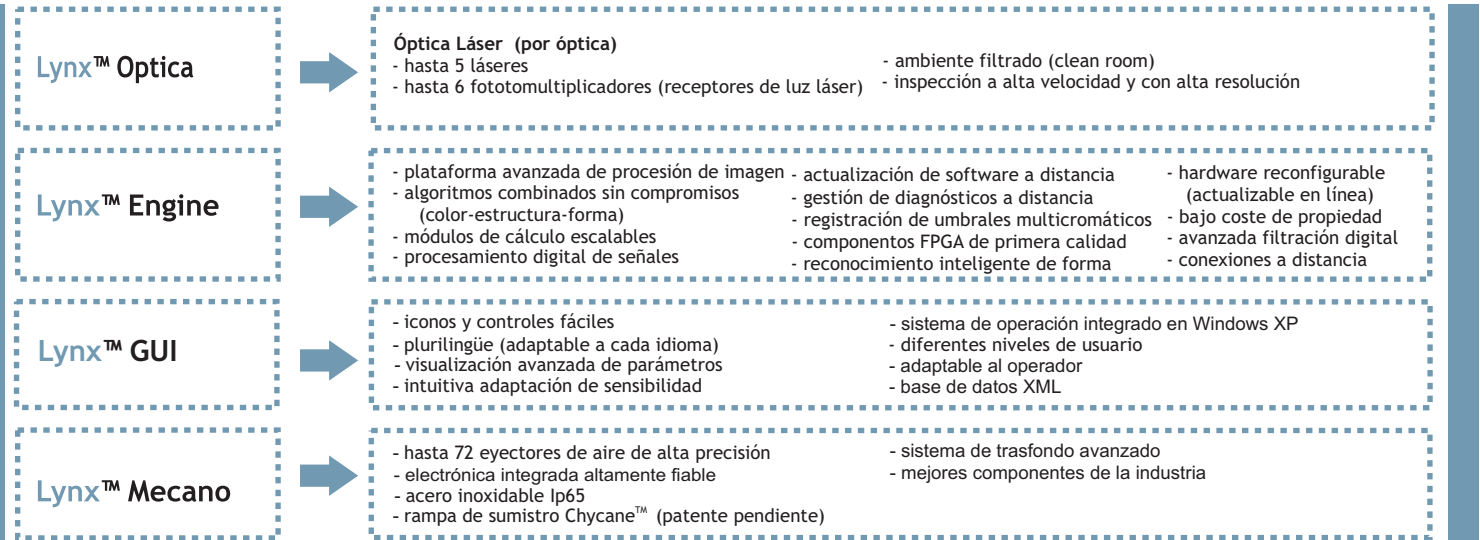 Lynx™ Optica
Óptica Láser (por óptica)
- hasta 5 láseres
- hasta 6 fototomultiplicadores (receptores de luz láser)
- ambiente filtrado (clean room)
- inspección a alta velocidad y con alta resolución
Lynx™ Engine
- plataforma avanzada de procesión de imagen
- algoritmos combinados sin compromisos
(color-estructura-forma)
- módulos de cálculo escalables
- procesamiento digital de señales
- actualización de software a distancia
- gestión de diagnósticos a distancia
- registración de umbrales multicromáticos
- componentos FPGA de primera calidad
- reconocimiento inteligente de forma
- hardware reconfigurable
(actualizable en línea)
- bajo coste de propiedad
- avanzada filtración digital
- conexiones a distancia
Lynx™ GUI
- iconos y controles fáciles
- plurilingüe (adaptable a cada idioma)
- visualización avanzada de parámetros
- intuitiva adaptación de sensibilidad
- sistema de operación integrado en Windows XP
- diferentes niveles de usuario
- adaptable al operador
- base de datos XML
Lynx™ Mecano
- hasta 72 eyectores de aire de alta precisión
- electrónica integrada altamente fiable
- acero inoxidable Ip65
- rampa de sumistro Chycane™ (patente pendiente)
- sistema de trasfondo avanzado
- mejores componentes de la industria